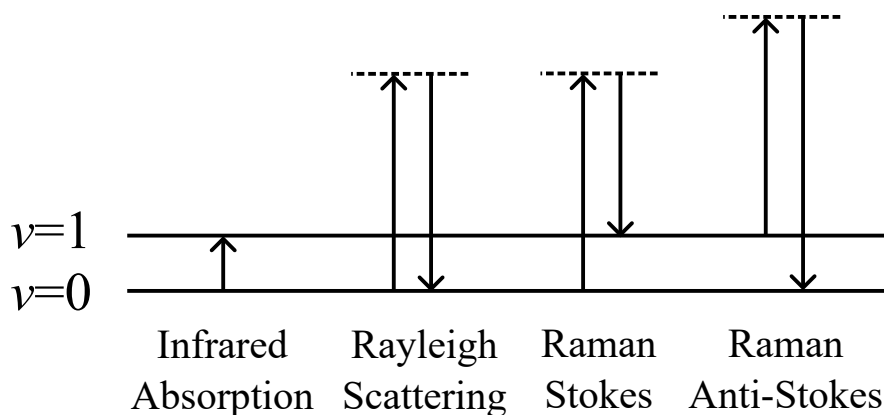 v=1
v=0
Infrared
Absorption
Rayleigh
Scattering
Raman
Stokes
Raman
Anti-Stokes